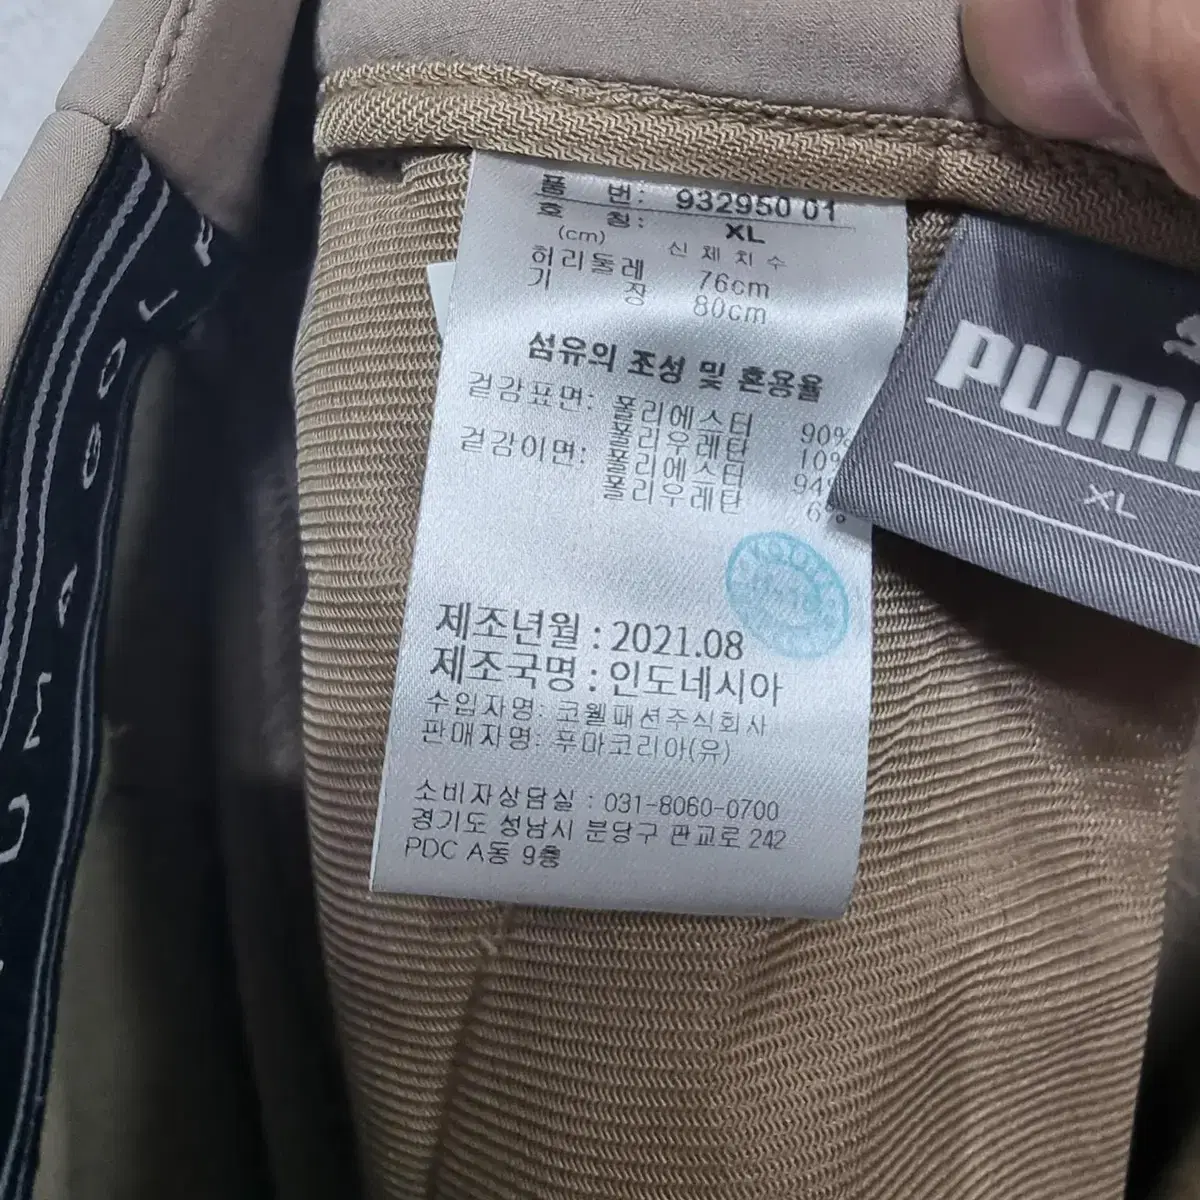 품 번: 932950 01
호 칭: XL
(cm) 신체치수
허리둘레 76cm
기 장 80cm
섬유의 조성 및 혼용율
겉감표면: 폴리에스터 90%
폴리우레탄 10%
겉감이면: 폴리에스터 94%
폴리우레탄 6%
제조년월 : 2021.08
제조국명 : 인도네시아
수입자명: 코웰패션주식회사
판매자명: 푸마코리아(유)
소비자상담실 : 031-8060-0700
경기도 성남시 분당구 판교로 242
PDC A동 9층
PUMA
XL
PUMA GOLF